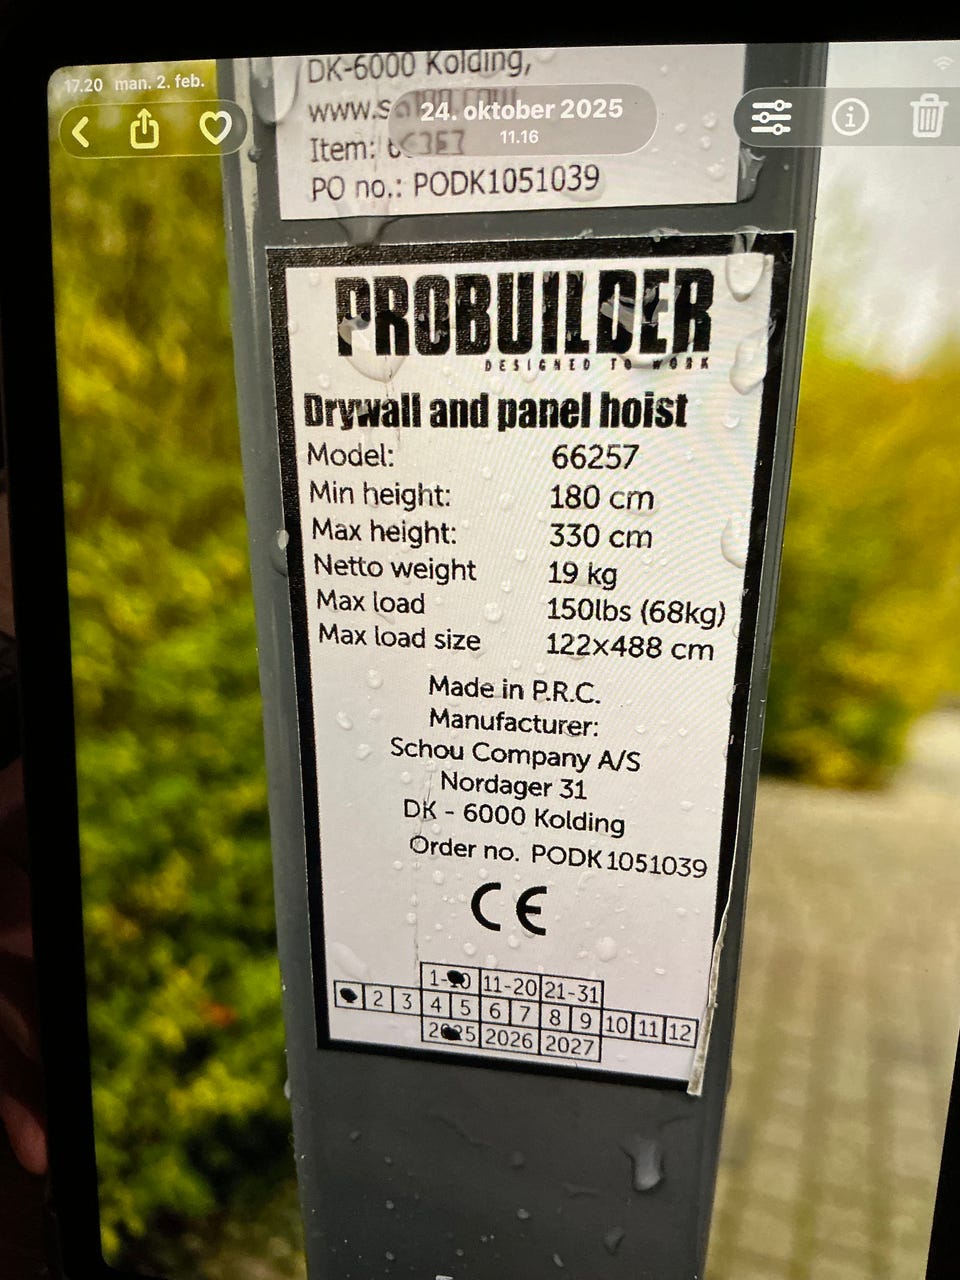 17.20 man. 2. feb.
24. oktober 2025
11.16
DK-6000 Kolding,
Item:
PO no.: PODK1051039
PROBUILDER
DESIGNED TO WORK
Drywall and panel hoist
Model: 66257
Min height: 180 cm
Max height: 330 cm
Netto weight 19 kg
Max load 150lbs (68kg)
Max load size 122x488 cm
Made in P.R.C.
Manufacturer:
Schou Company A/S
Nordager 31
DK - 6000 Kolding
Order no. PODK1051039
CE
11-20 21-31
2 3 4 5 6 7 8 9 10 11 12
2025 2026 2027